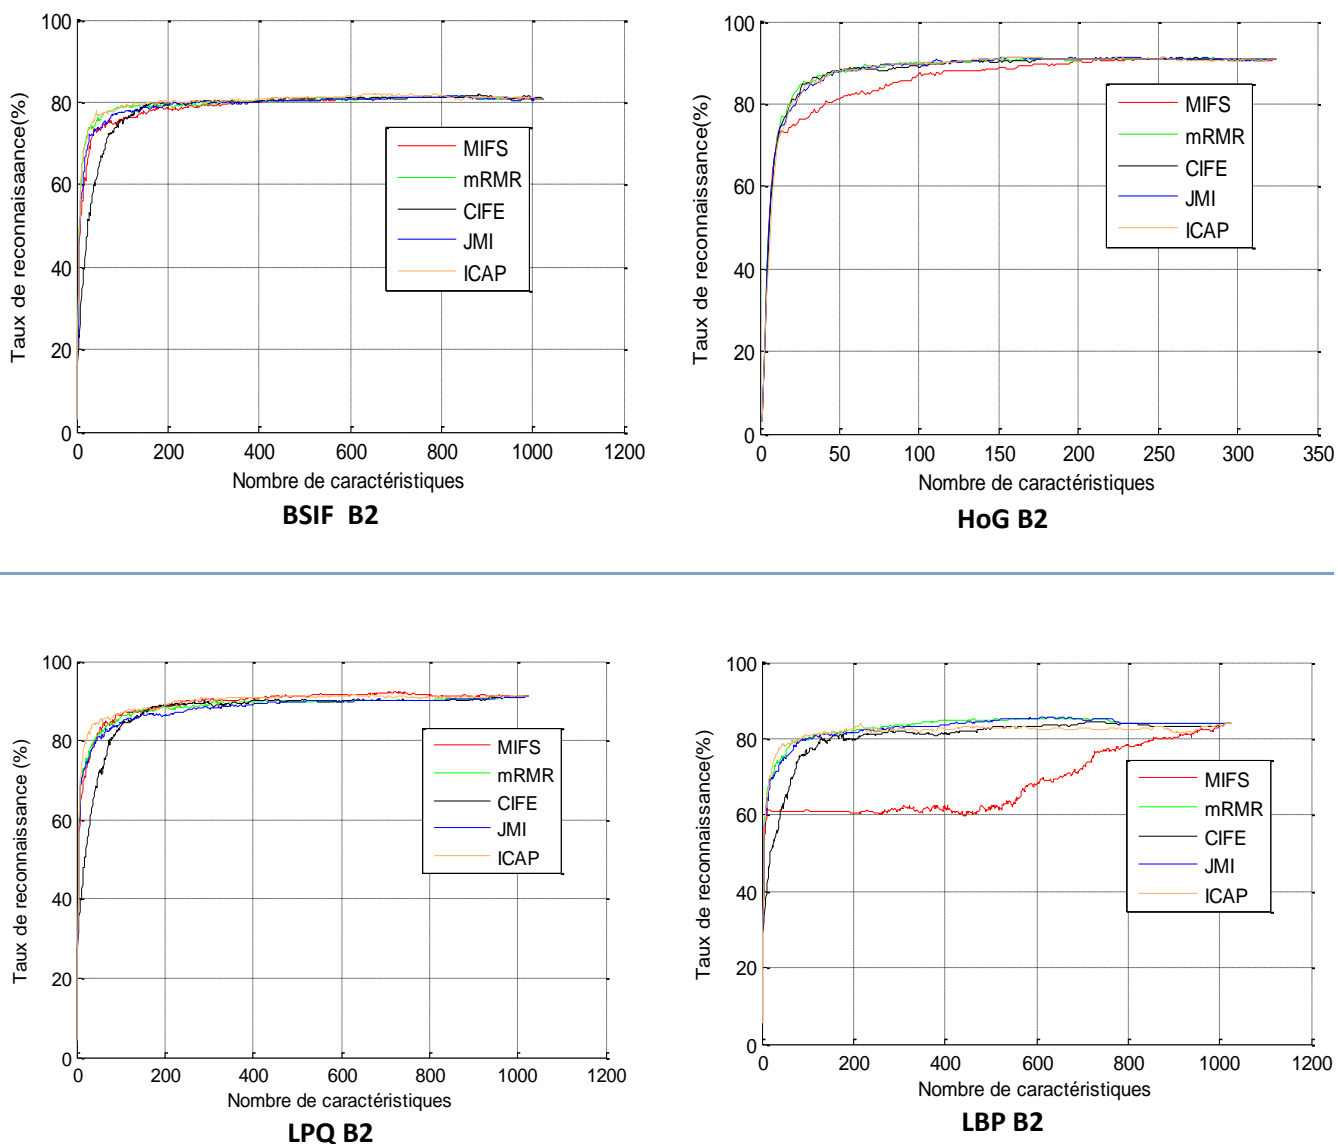 100
80
60
40
20
0
Taux de reconnaisaance(%)
MIFS
mRMR
CIFE
JMI
ICAP
0 200 400 600 800 1000 1200
Nombre de caractéristiques
BSIF B2
100
80
60
40
20
0
Taux de reconnaissance(%)
MIFS
mRMR
CIFE
JMI
ICAP
0 50 100 150 200 250 300 350
Nombre de caractéristiques
HoG B2
100
80
60
40
20
0
Taux de reconnaissance (%)
MIFS
mRMR
CIFE
JMI
ICAP
0 200 400 600 800 1000 1200
Nombre de caractéristiques
LPQ B2
100
80
60
40
20
0
Taux de reconnaissance(%)
MIFS
mRMR
CIFE
JMI
ICAP
0 200 400 600 800 1000 1200
Nombre de caractéristiques
LBP B2